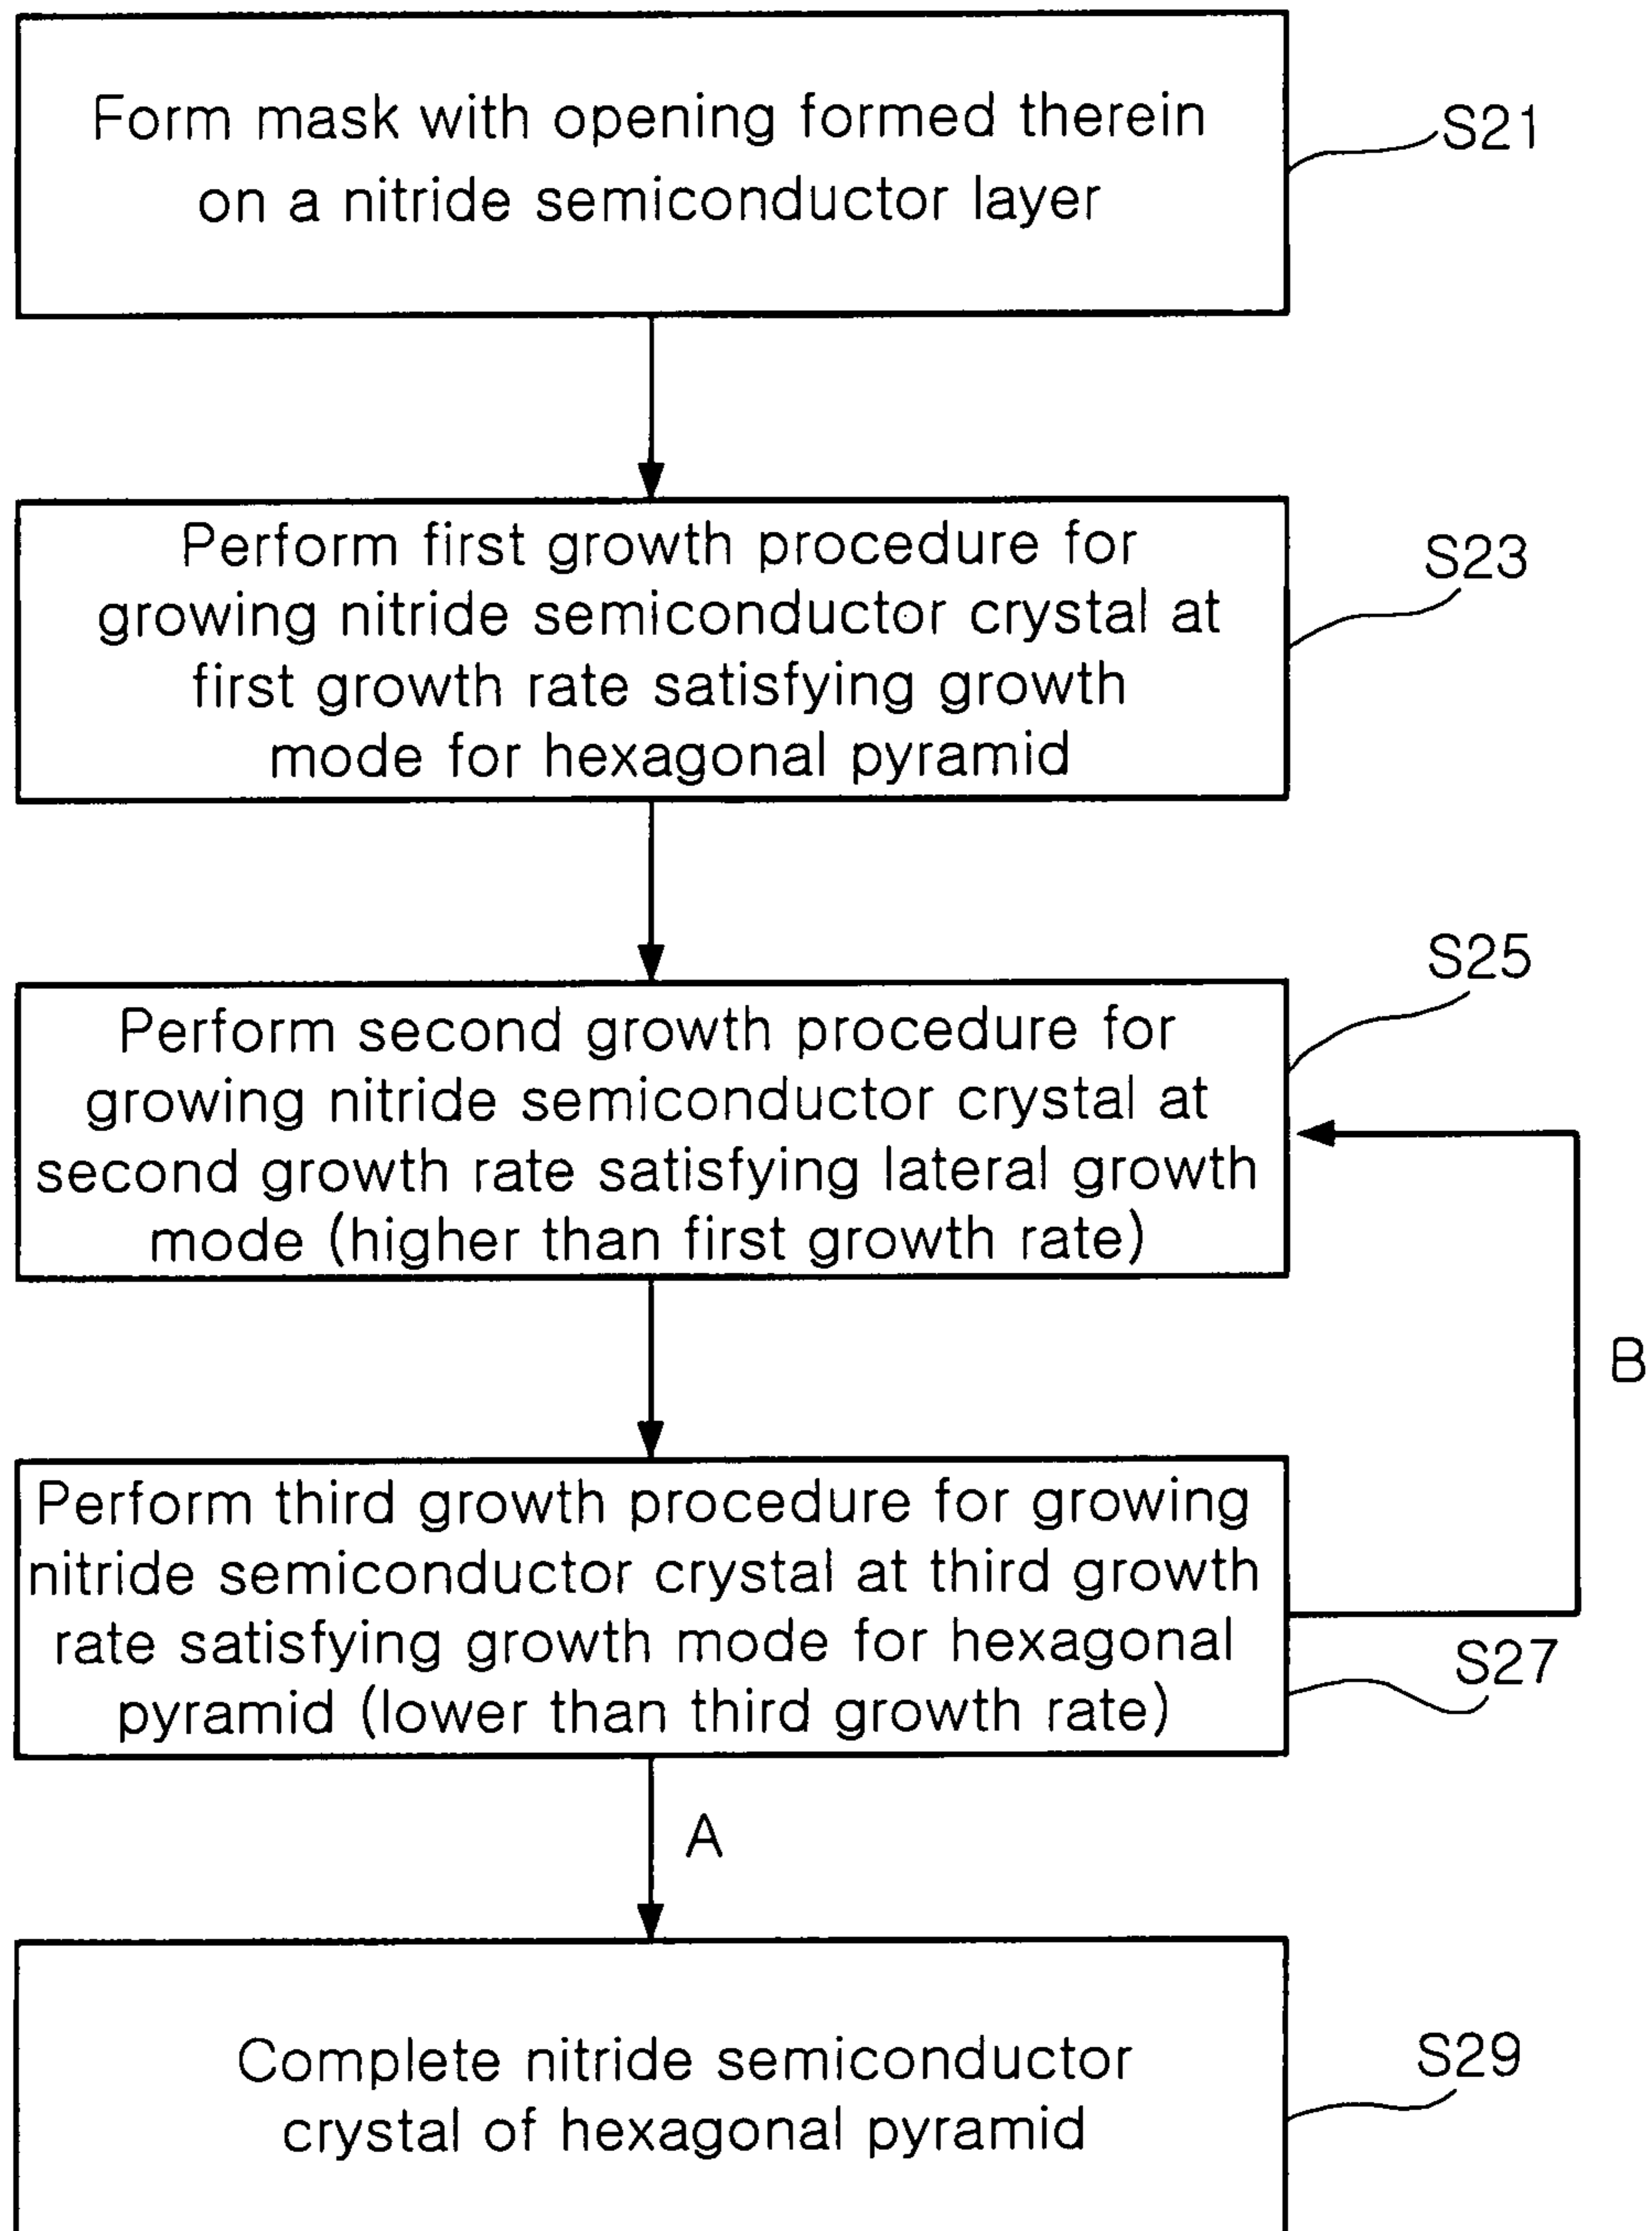 Form mask with opening formed therein
on a nitride semiconductor layer
S21
Perform first growth procedure for
growing nitride semiconductor crystal at
first growth rate satisfying growth
mode for hexagonal pyramid
S23
Perform second growth procedure for
growing nitride semiconductor crystal at
second growth rate satisfying lateral growth
mode (higher than first growth rate)
S25
B
Perform third growth procedure for growing
nitride semiconductor crystal at third growth
rate satisfying growth mode for hexagonal
pyramid (lower than third growth rate)
S27
A
Complete nitride semiconductor
crystal of hexagonal pyramid
S29